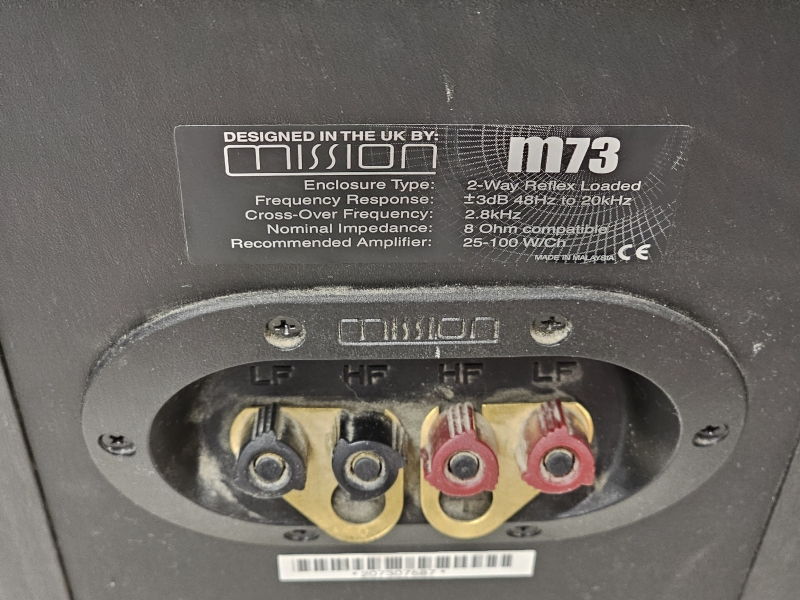 DESIGNED IN THE UK BY:
mission
m73
Enclosure Type: 2-Way Reflex Loaded
Frequency Response: ±3dB 48Hz to 20kHz
Cross-Over Frequency: 2.8kHz
Nominal Impedance: 8 Ohm compatible
Recommended Amplifier: 25-100 W/Ch
MADE IN MALAYSIA CE
mission
LF HF HF LF